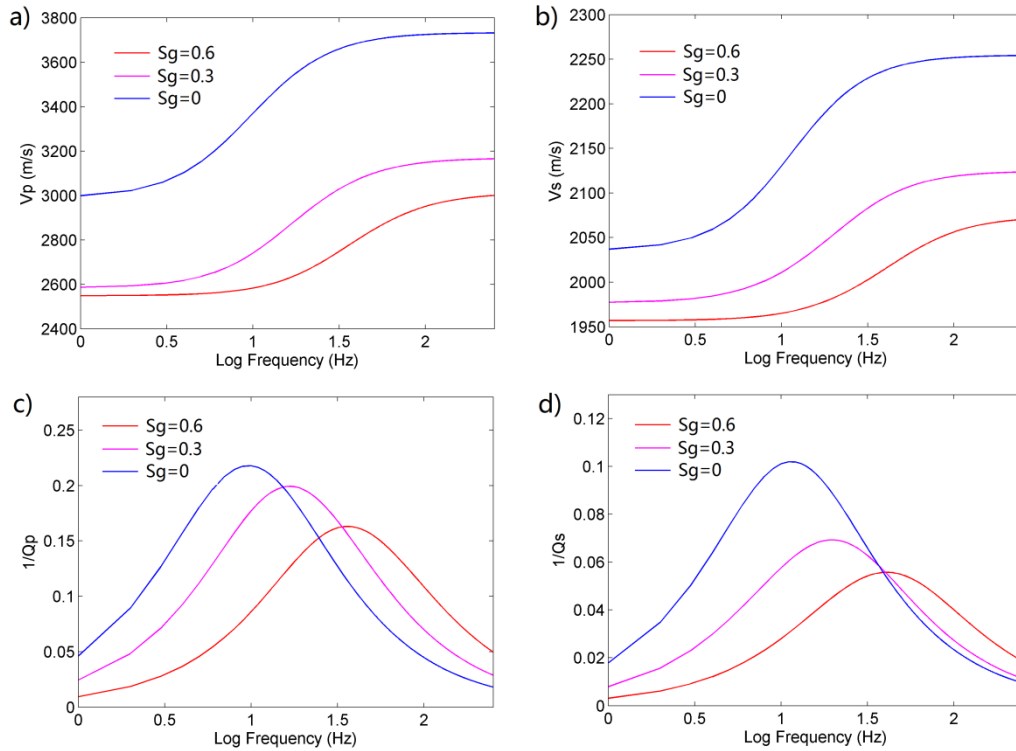 a)
3800
3600
3400
3200
3000
2800
2600
2400
Vp (m/s)
Sg=0.6
Sg=0.3
Sg=0
0 0.5 1 1.5 2
Log Frequency (Hz)
b)
2250
2200
2150
2100
2050
2000
1950
Vs (m/s)
Sg=0.6
Sg=0.3
Sg=0
0 0.5 1 1.5 2
Log Frequency (Hz)
c)
0.25
0.2
0.15
0.1
0.05
0
1/Qp
Sg=0.6
Sg=0.3
Sg=0
0 0.5 1 1.5 2
Log Frequency (Hz)
d)
0.12
0.1
0.08
0.06
0.04
0.02
0
1/Qs
Sg=0.6
Sg=0.3
Sg=0
0 0.5 1 1.5 2
Log Frequency (Hz)